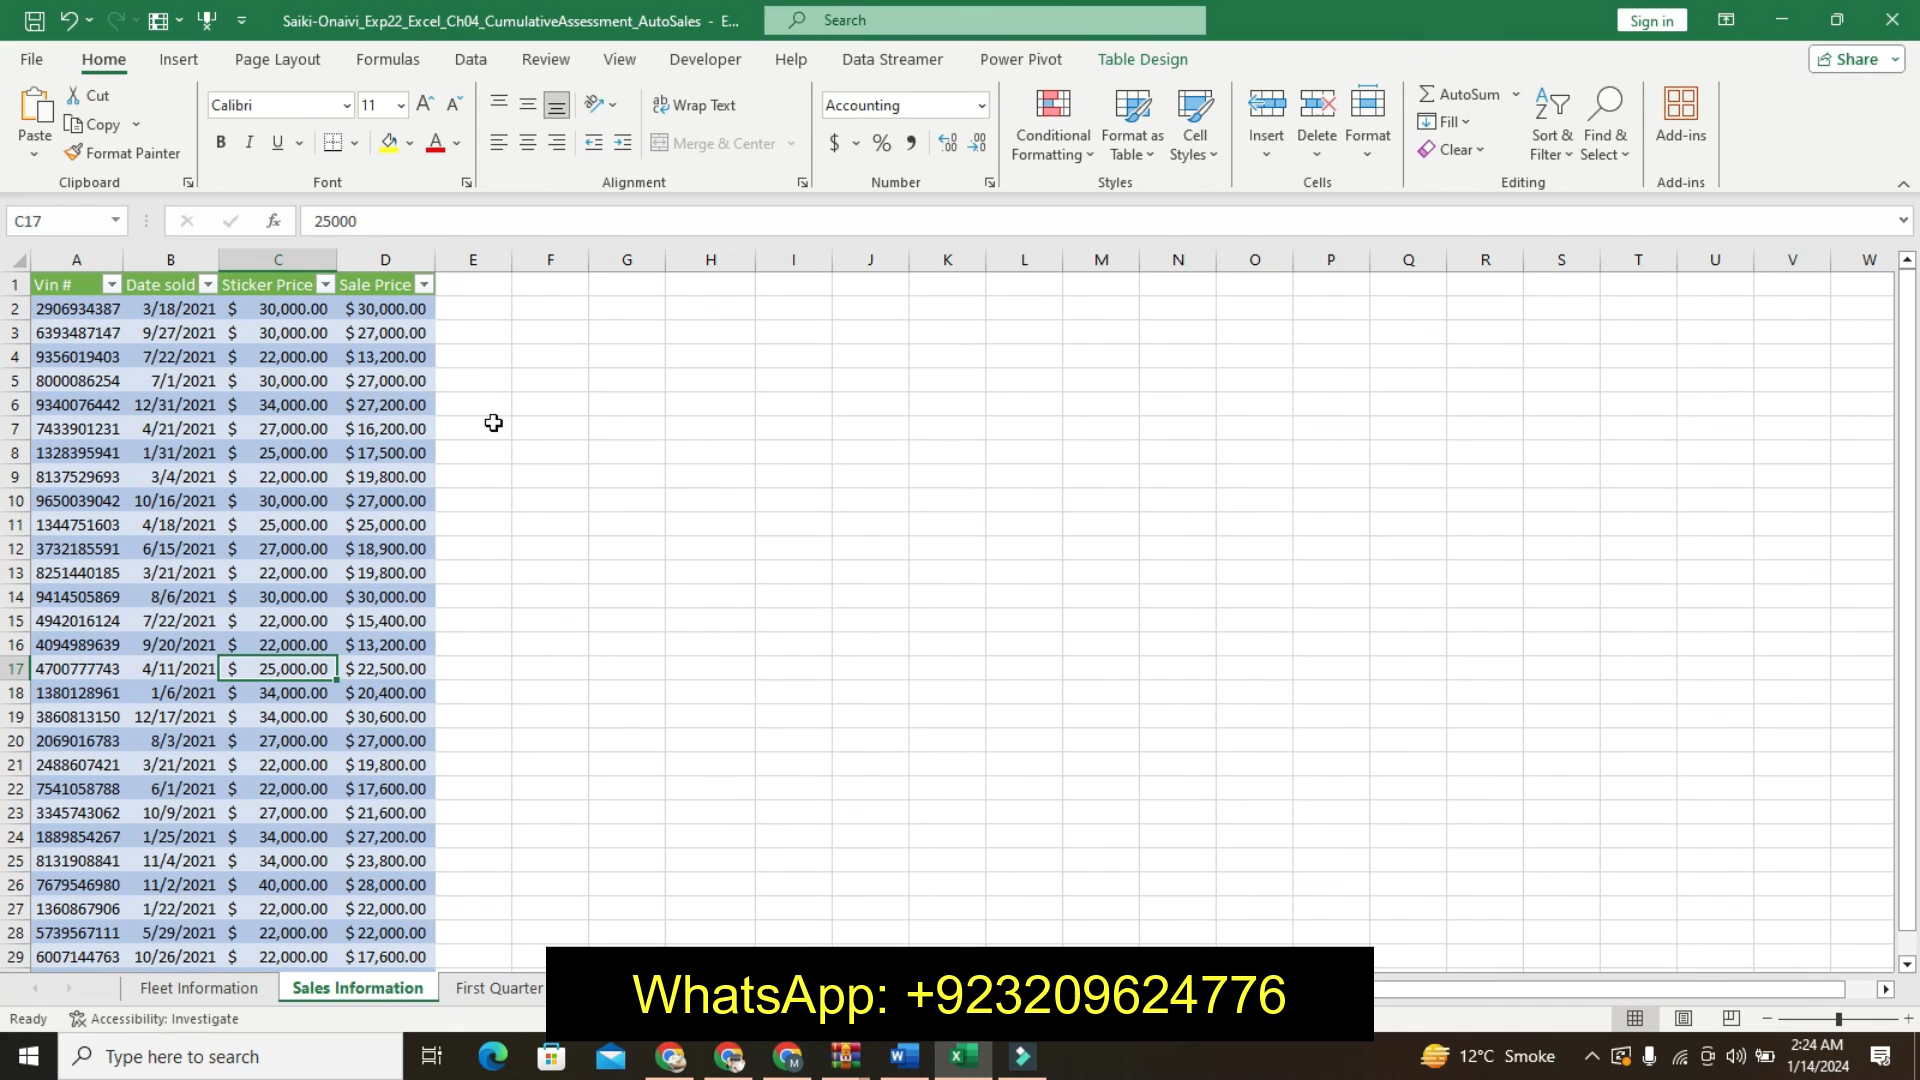 Saiki-Onaivi_Exp22_Excel_Ch04_CumulativeAssessment_AutoSales - E...
Search
Sign in
File Home Insert Page Layout Formulas Data Review View Developer Help Data Streamer Power Pivot Table Design
Share
Paste
Cut
Copy
Format Painter
Clipboard
Calibri 11
B I U
Font
Wrap Text
Merge & Center
Alignment
Accounting
$ % 9
Number
Conditional Formatting
Format as Table
Cell Styles
Styles
Insert
Delete
Format
Cells
AutoSum
Fill
Clear
Sort & Filter
Find & Select
Editing
Add-ins
Add-ins
C17 fx 25000
A B C D E F G H I J K L M N O P Q R S T U V W
1 Vin # Date sold Sticker Price Sale Price
2 2906934387 3/18/2021 $ 30,000.00 $ 30,000.00
3 6393487147 9/27/2021 $ 30,000.00 $ 27,000.00
4 9356019403 7/22/2021 $ 22,000.00 $ 13,200.00
5 8000086254 7/1/2021 $ 30,000.00 $ 27,000.00
6 9340076442 12/31/2021 $ 34,000.00 $ 27,200.00
7 7433901231 4/21/2021 $ 27,000.00 $ 16,200.00
8 1328395941 1/31/2021 $ 25,000.00 $ 17,500.00
9 8137529693 3/4/2021 $ 22,000.00 $ 19,800.00
10 9650039042 10/16/2021 $ 30,000.00 $ 27,000.00
11 1344751603 4/18/2021 $ 25,000.00 $ 25,000.00
12 3732185591 6/15/2021 $ 27,000.00 $ 18,900.00
13 8251440185 3/21/2021 $ 22,000.00 $ 19,800.00
14 9414505869 8/6/2021 $ 30,000.00 $ 30,000.00
15 4942016124 7/22/2021 $ 22,000.00 $ 15,400.00
16 4094989639 9/20/2021 $ 22,000.00 $ 13,200.00
17 4700777743 4/11/2021 $ 25,000.00 $ 22,500.00
18 1380128961 1/6/2021 $ 34,000.00 $ 20,400.00
19 3860813150 12/17/2021 $ 34,000.00 $ 30,600.00
20 2069016783 8/3/2021 $ 27,000.00 $ 27,000.00
21 2488607421 3/21/2021 $ 22,000.00 $ 19,800.00
22 7541058788 6/1/2021 $ 22,000.00 $ 17,600.00
23 3345743062 10/9/2021 $ 27,000.00 $ 21,600.00
24 1889854267 1/25/2021 $ 34,000.00 $ 27,200.00
25 8131908841 11/4/2021 $ 34,000.00 $ 23,800.00
26 7679546980 11/2/2021 $ 40,000.00 $ 28,000.00
27 1360867906 1/22/2021 $ 22,000.00 $ 22,000.00
28 5739567111 5/29/2021 $ 22,000.00 $ 22,000.00
29 6007144763 10/26/2021 $ 22,000.00 $ 17,600.00
Fleet Information Sales Information First Quarter
WhatsApp: +923209624776
Ready Accessibility: Investigate
Type here to search
12°C Smoke
2:24 AM
1/14/2024